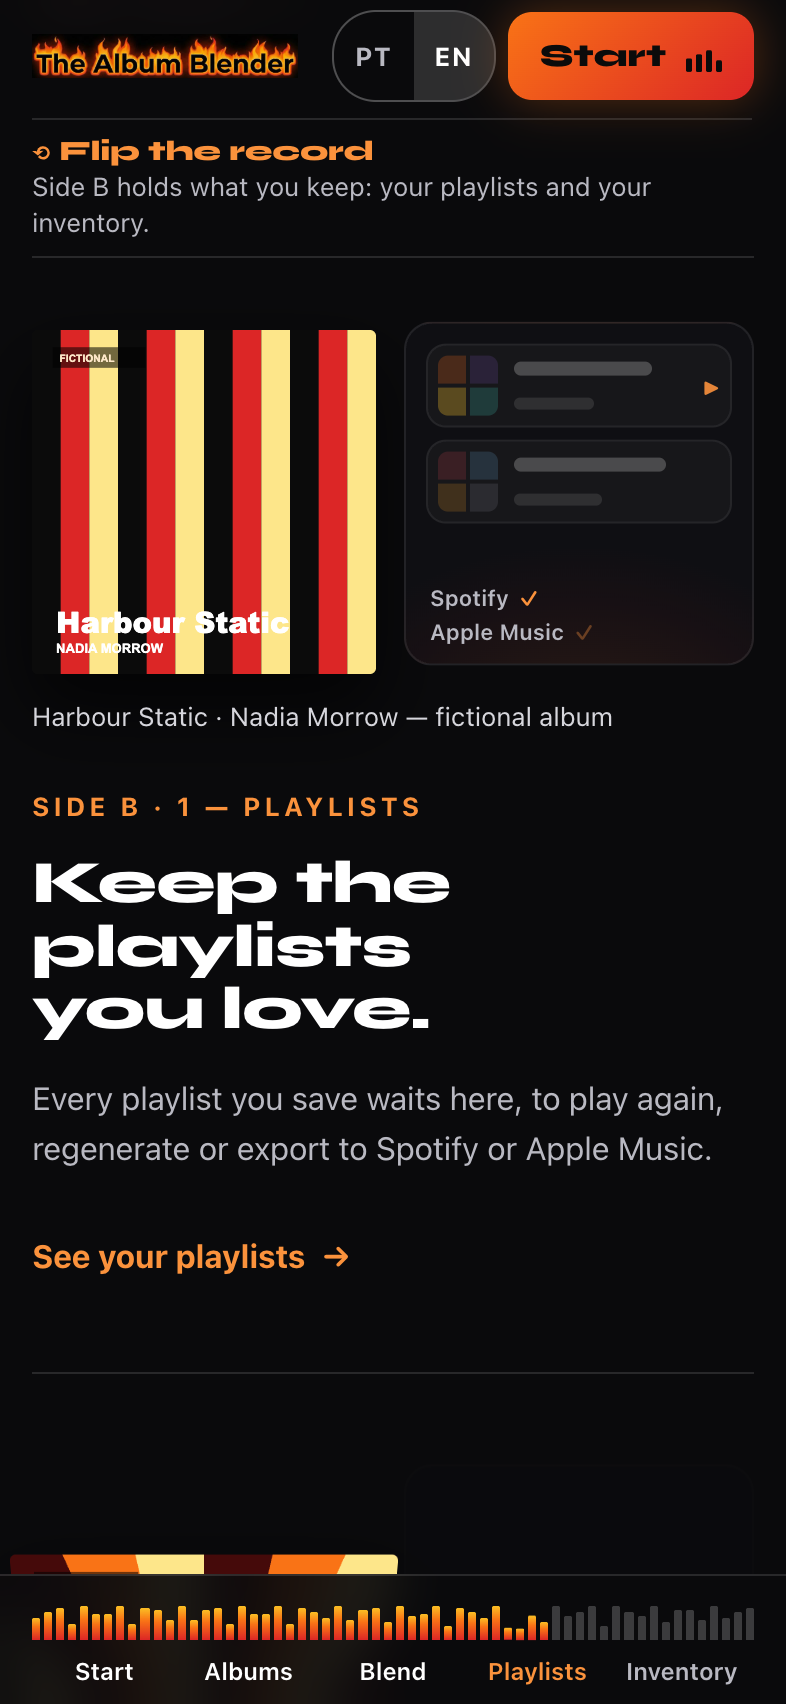 The Album Blender
PT
EN
Start
Flip the record
Side B holds what you keep: your playlists and your
inventory.
FICTIONAL
Harbour Static
NADIA MORROW
Spotify ✓
Apple Music ✓
Harbour Static · Nadia Morrow — fictional album
SIDE B · 1 — PLAYLISTS
Keep the
playlists
you love.
Every playlist you save waits here, to play again,
regenerate or export to Spotify or Apple Music.
See your playlists →
Start
Albums
Blend
Playlists
Inventory